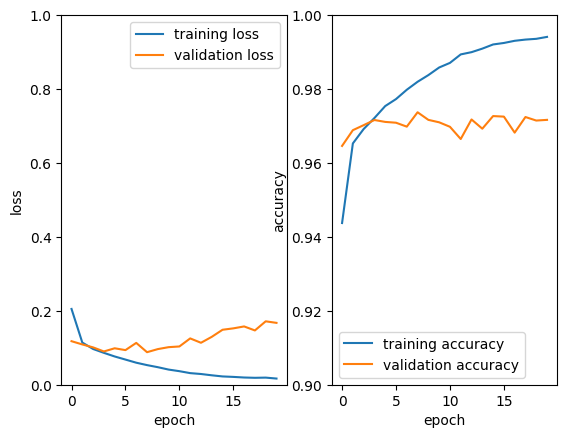 1.0
0.8
0.6
0.4
0.2
0.0
loss
0
5
10
15
epoch
training loss
validation loss
1.00
0.98
0.96
0.94
0.92
0.90
accuracy
0
5
10
15
epoch
training accuracy
validation accuracy